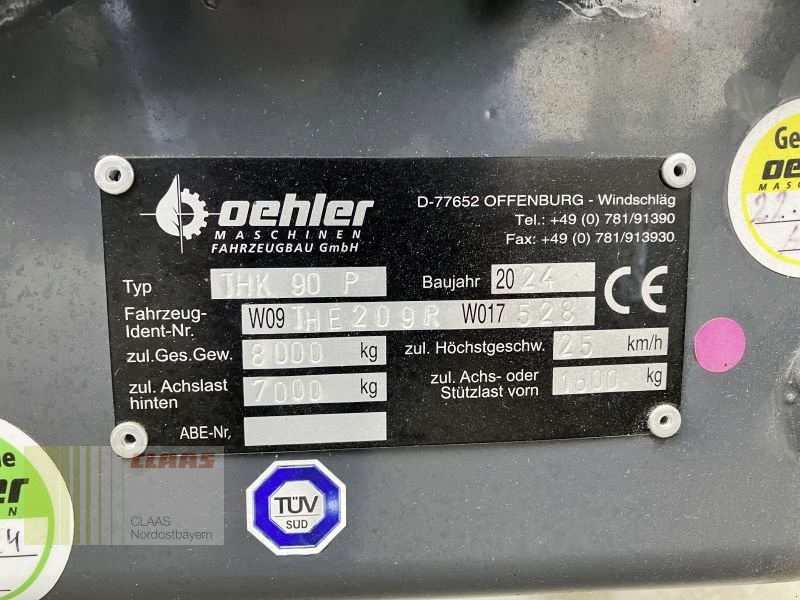 oehler
MASCHINEN
FAHRZEUGBAU GmbH
D-77652 OFFENBURG - Windschläg
Tel.: +49 (0) 781/91390
Fax: +49 (0) 781/913930
Typ THK 90 P
Baujahr 2024
CE
Fahrzeug-
Ident-Nr. W09 THE209R W017 528
zul. Ges.Gew. 8000 kg
zul. Höchstgeschw. 25 km/h
zul. Achslast
hinten 7000 kg
zul. Achs- oder
Stützlast vorn 1600 kg
ABE-Nr.
CLAAS
CLAAS
Nordostbayern
TÜV
SÜD